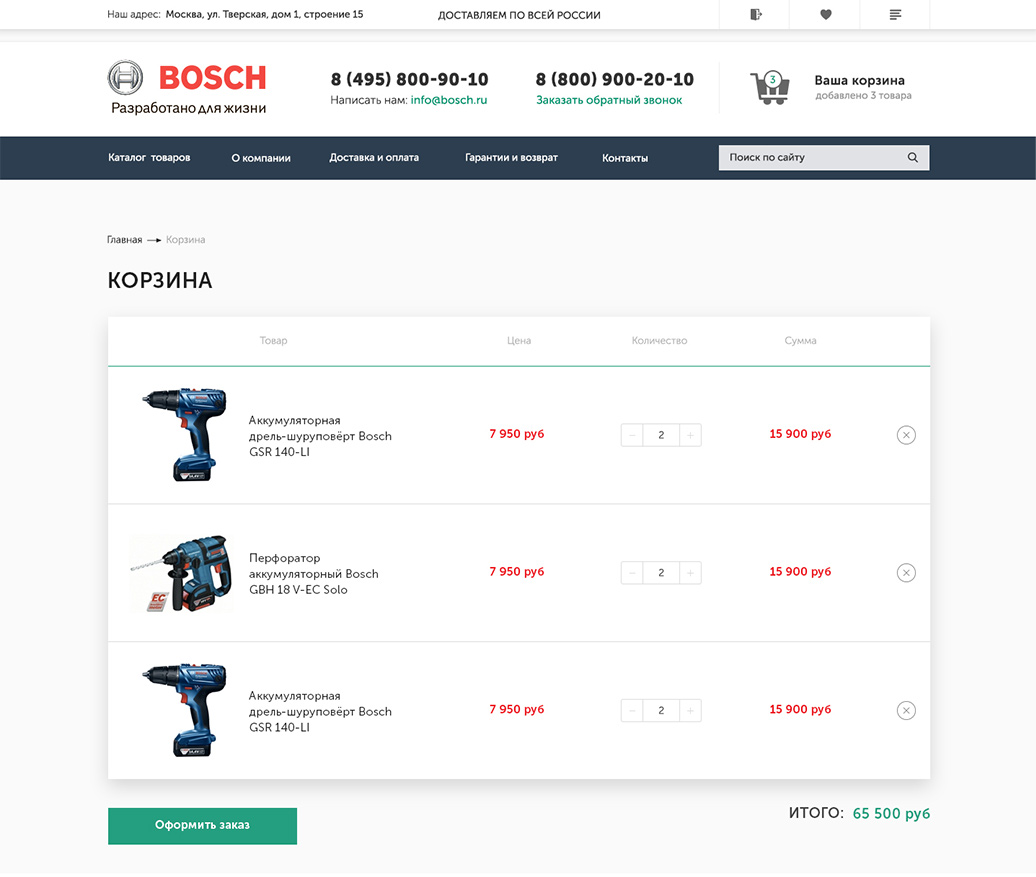 Наш адрес: Москва, ул. Тверская, дом 1, строение 15
ДОСТАВЛЯЕМ ПО ВСЕЙ РОССИИ
BOSCH
Разработано для жизни
8 (495) 800-90-10
Написать нам: info@bosch.ru
8 (800) 900-20-10
Заказать обратный звонок
3
Ваша корзина
добавлено 3 товара
Каталог товаров
О компании
Доставка и оплата
Гарантии и возврат
Контакты
Поиск по сайту
Главная
Корзина
КОРЗИНА
Товар
Цена
Количество
Сумма
Аккумуляторная
дрель-шуруповёрт Bosch
GSR 140-LI
7 950 руб
− 2 +
15 900 руб
Перфоратор
аккумуляторный Bosch
GBH 18 V-EC Solo
EC
7 950 руб
− 2 +
15 900 руб
Аккумуляторная
дрель-шуруповёрт Bosch
GSR 140-LI
7 950 руб
− 2 +
15 900 руб
Оформить заказ
ИТОГО: 65 500 руб